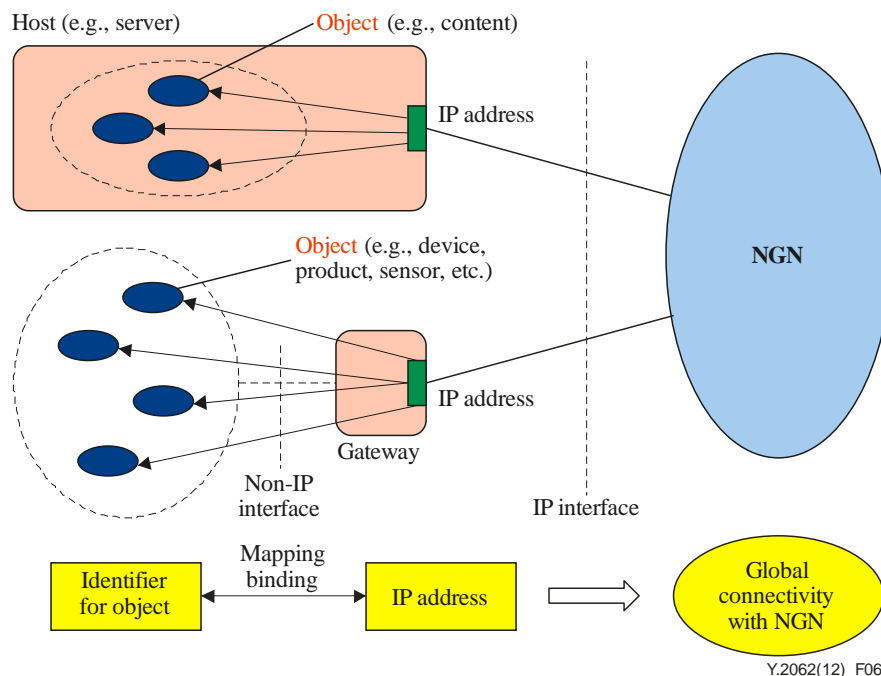 Host (e.g., server)
Object (e.g., content)
IP address
NGN
Object (e.g., device,
product, sensor, etc.)
IP address
Gateway
Non-IP
interface
IP interface
Mapping
binding
Identifier
for object
IP address
Global
connectivity
with NGN
Y.2062(12)_F06